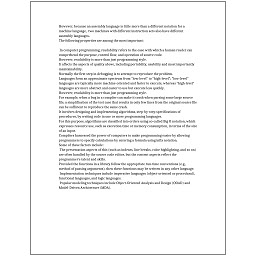 However, because an assembly language is little more than a different notation for a
machine language, two machines with different instruction sets also have different
assembly languages.
The following properties are among the most important:
In computer programming, readability refers to the ease with which a human reader can
comprehend the purpose, control flow, and operation of source code.
However, readability is more than just programming style.
It affects the aspects of quality above, including portability, usability and most importantly
maintainability.
Normally the first step in debugging is to attempt to reproduce the problem.
Languages form an approximate spectrum from "low-level" to "high-level"; "low-level"
languages are typically more machine-oriented and faster to execute, whereas "high-level"
languages are more abstract and easier to use but execute less quickly.
However, readability is more than just programming style.
For example, when a bug in a compiler can make it crash when parsing some large source
file, a simplification of the test case that results in only few lines from the original source file
can be sufficient to reproduce the same crash.
It involves designing and implementing algorithms, step-by-step specifications of
procedures, by writing code in one or more programming languages.
For this purpose, algorithms are classified into orders using so-called Big O notation, which
expresses resource use, such as execution time or memory consumption, in terms of the size
of an input.
Compilers harnessed the power of computers to make programming easier by allowing
programmers to specify calculations by entering a formula using infix notation.
Some of these factors include:
The presentation aspects of this (such as indents, line breaks, color highlighting, and so on)
are often handled by the source code editor, but the content aspects reflect the
programmer's talent and skills.
Provided the functions in a library follow the appropriate run-time conventions (e.g.,
method of passing arguments), then these functions may be written in any other language.
Implementation techniques include imperative languages (object-oriented or procedural),
functional languages, and logic languages.
Popular modeling techniques include Object-Oriented Analysis and Design (OOAD) and
Model-Driven Architecture (MDA).